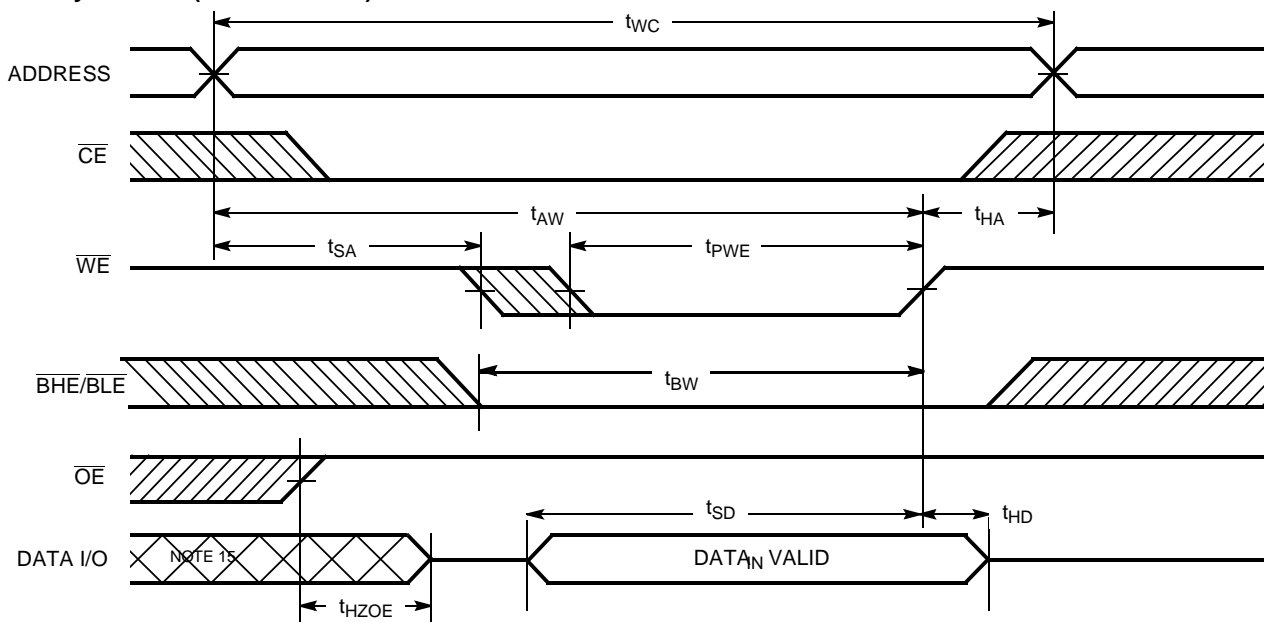 tWC
ADDRESS
CE
tAW
tHA
tSA
tPWE
WE
BHE/BLE
tBW
OE
tSD
tHD
DATA I/O
NOTE 15
DATAIN VALID
tHZOE